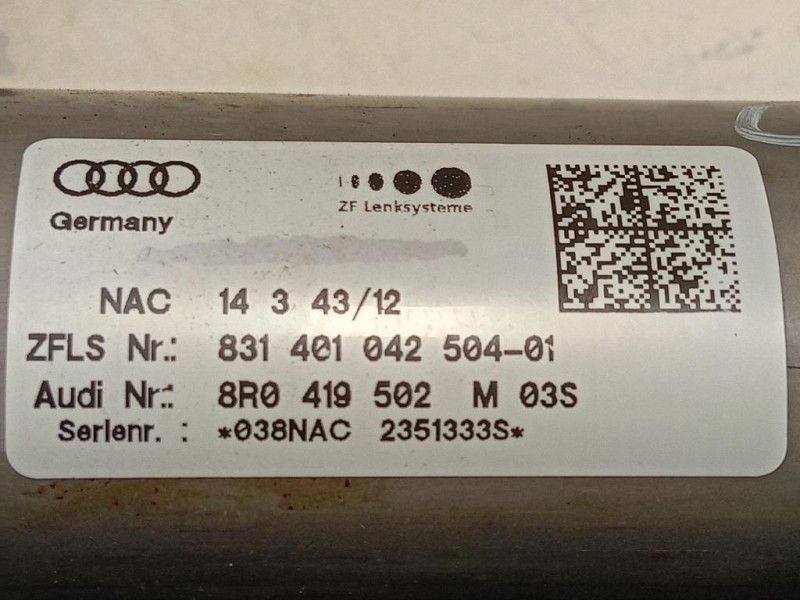 ZF Lenksysteme
Germany
NAC 14 3 43/12
ZFLS Nr.: 831 401 042 504-01
Audi Nr.: 8R0 419 502 M 03S
Serienr. : *038NAC 2351333S*